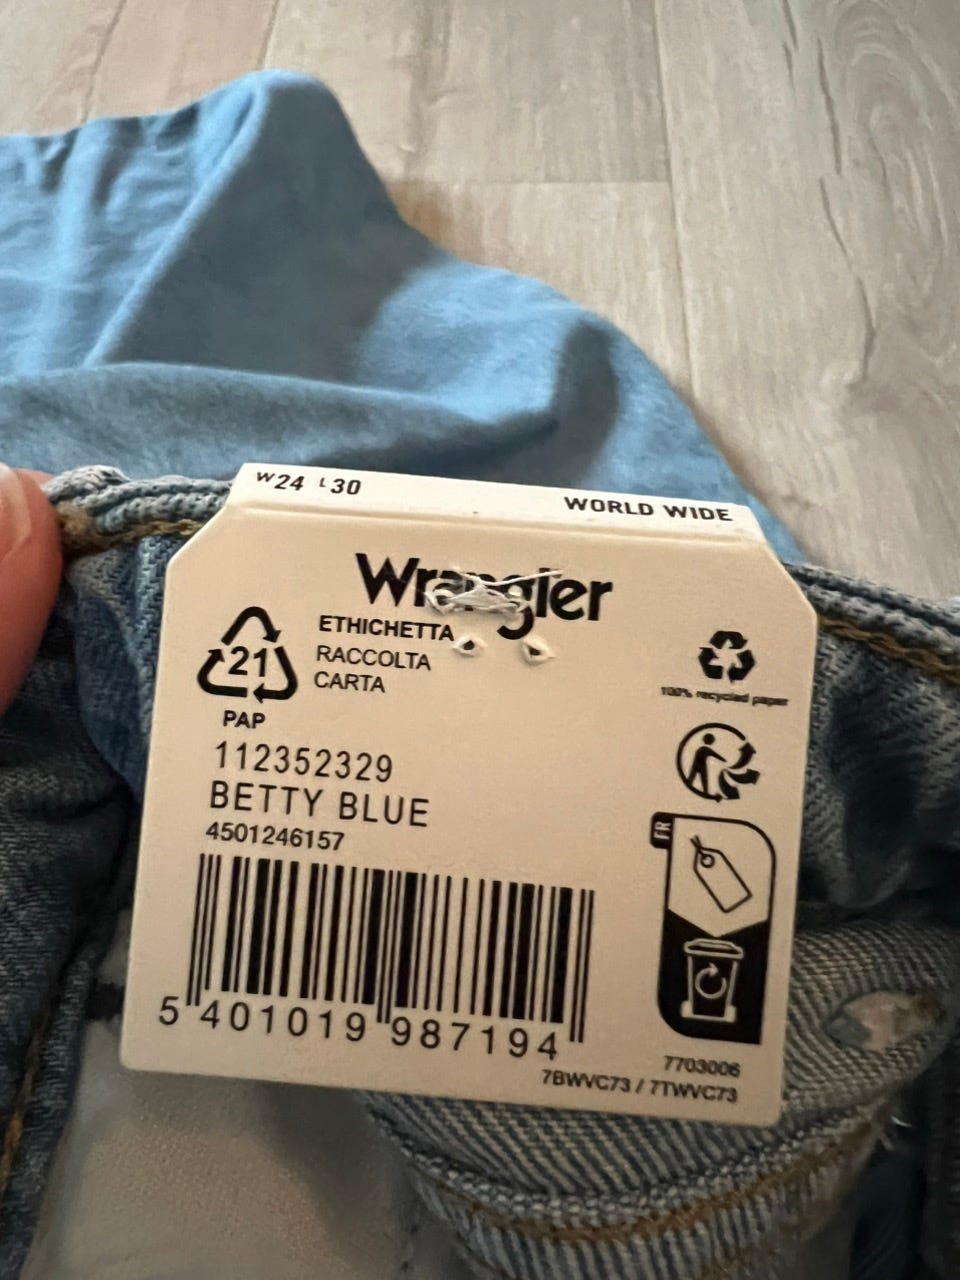 W24 L30
WORLD WIDE
Wrangler
ETHICHETTA
RACCOLTA
CARTA
21
PAP
100% recycled paper
112352329
BETTY BLUE
4501246157
FR
5 401019 987194
7703006
7BWVC73 / 7TWVC73